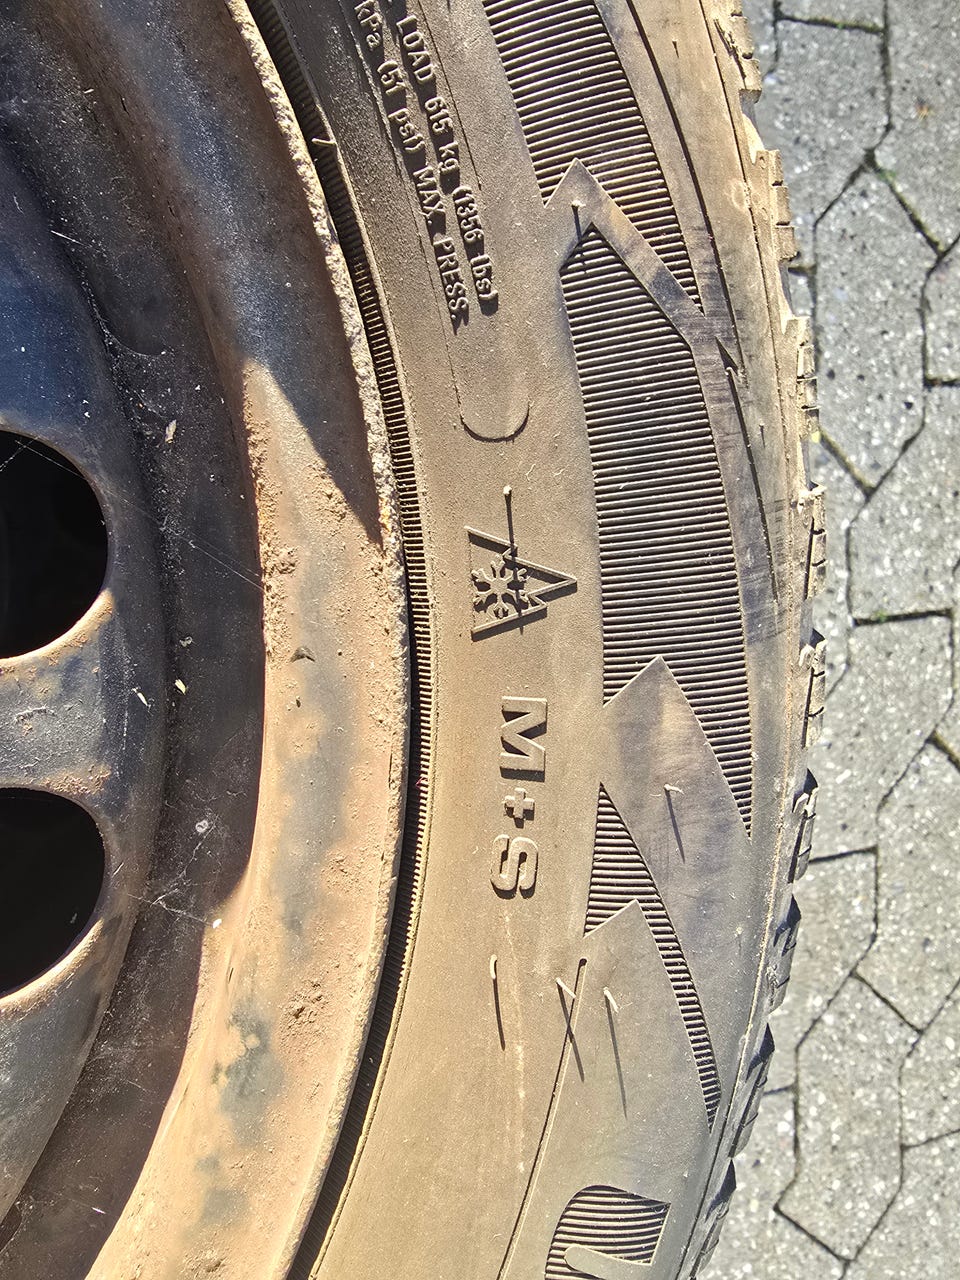 LOAD 615 kg (1356 lbs)
kPa (51 psi) MAX PRESS
M+S